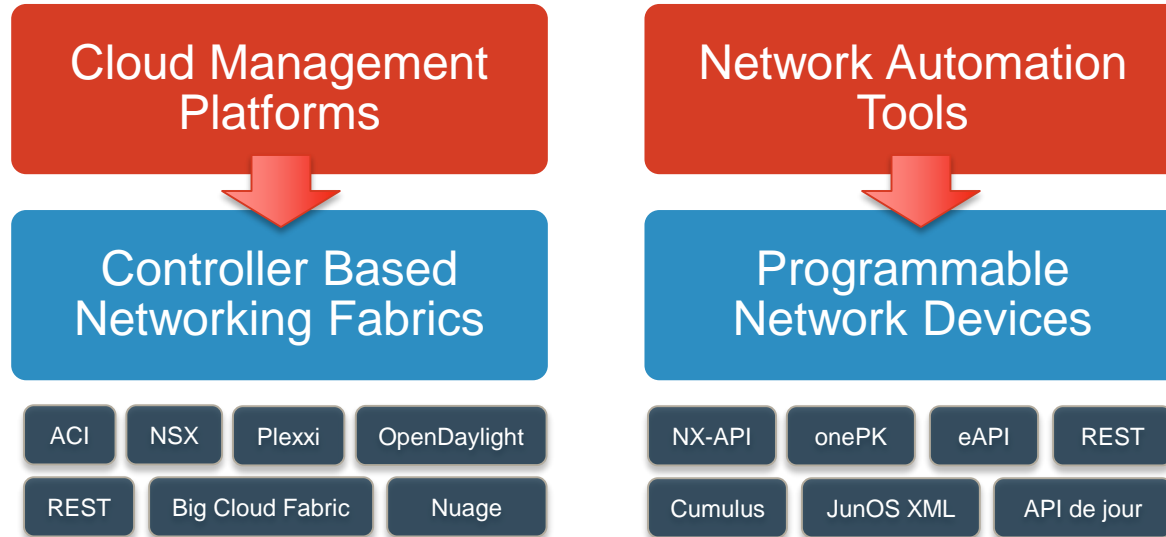 Cloud Management
Platforms
Controller Based
Networking Fabrics
ACI NSX Plexxi OpenDaylight
REST Big Cloud Fabric Nuage
Network Automation
Tools
Programmable
Network Devices
NX-API onePK eAPI REST
Cumulus JunOS XML API de jour